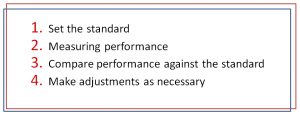 1. Set the standard
2. Measuring performance
3. Compare performance against the standard
4. Make adjustments as necessary